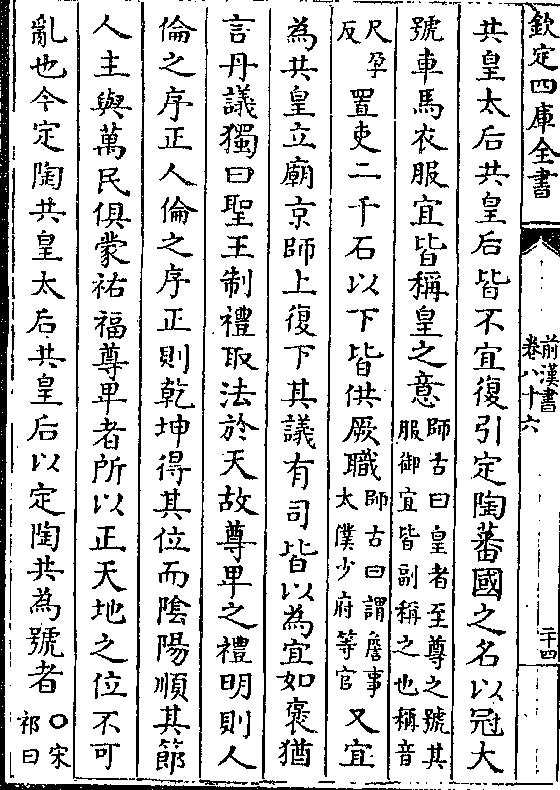 欽定四庫全書
前漢書
卷八十六
二十四
共皇太后共皇后皆不宜復引定陶蕃國之名以冠大
號車馬衣服宜皆稱皇之意師古曰皇者至尊之號其
服御宜皆副稱之也稱音
尺孕
反置吏二千石以下皆供厥職師古曰謂詹事
太僕少府等官又宜
為共皇立廟京師上復下其議有司皆以為宜如褒猶
言丹議獨曰聖王制禮取法於天故尊卑之禮明則人
倫之序正人倫之序正則乾坤得其位而陰陽順其節
人主與萬民俱蒙祐福尊卑者所以正天地之位不可
亂也今定陶共皇太后共皇后以定陶共為號者〇宋
祁曰